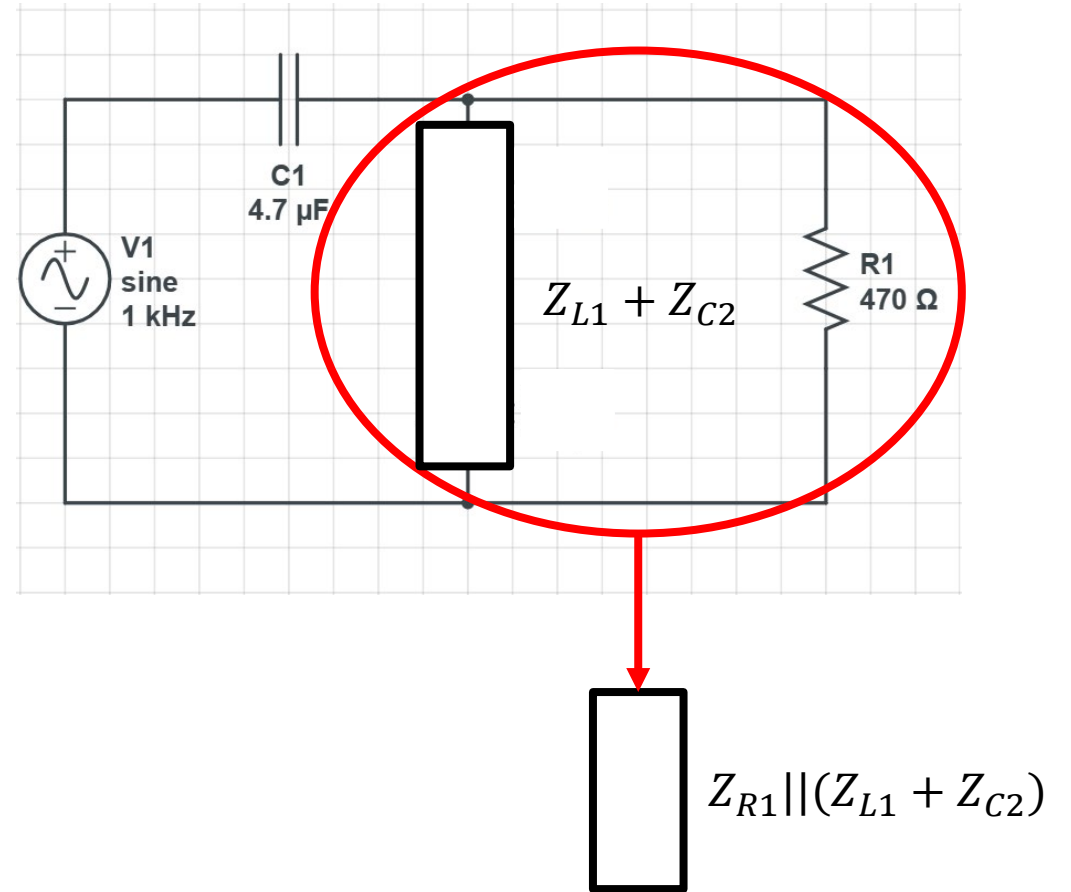 C1
4.7 µF
V1
sine
1 kHz
Z_{L1} + Z_{C2}
R1
470 Ω
Z_{R1}||(Z_{L1} + Z_{C2})